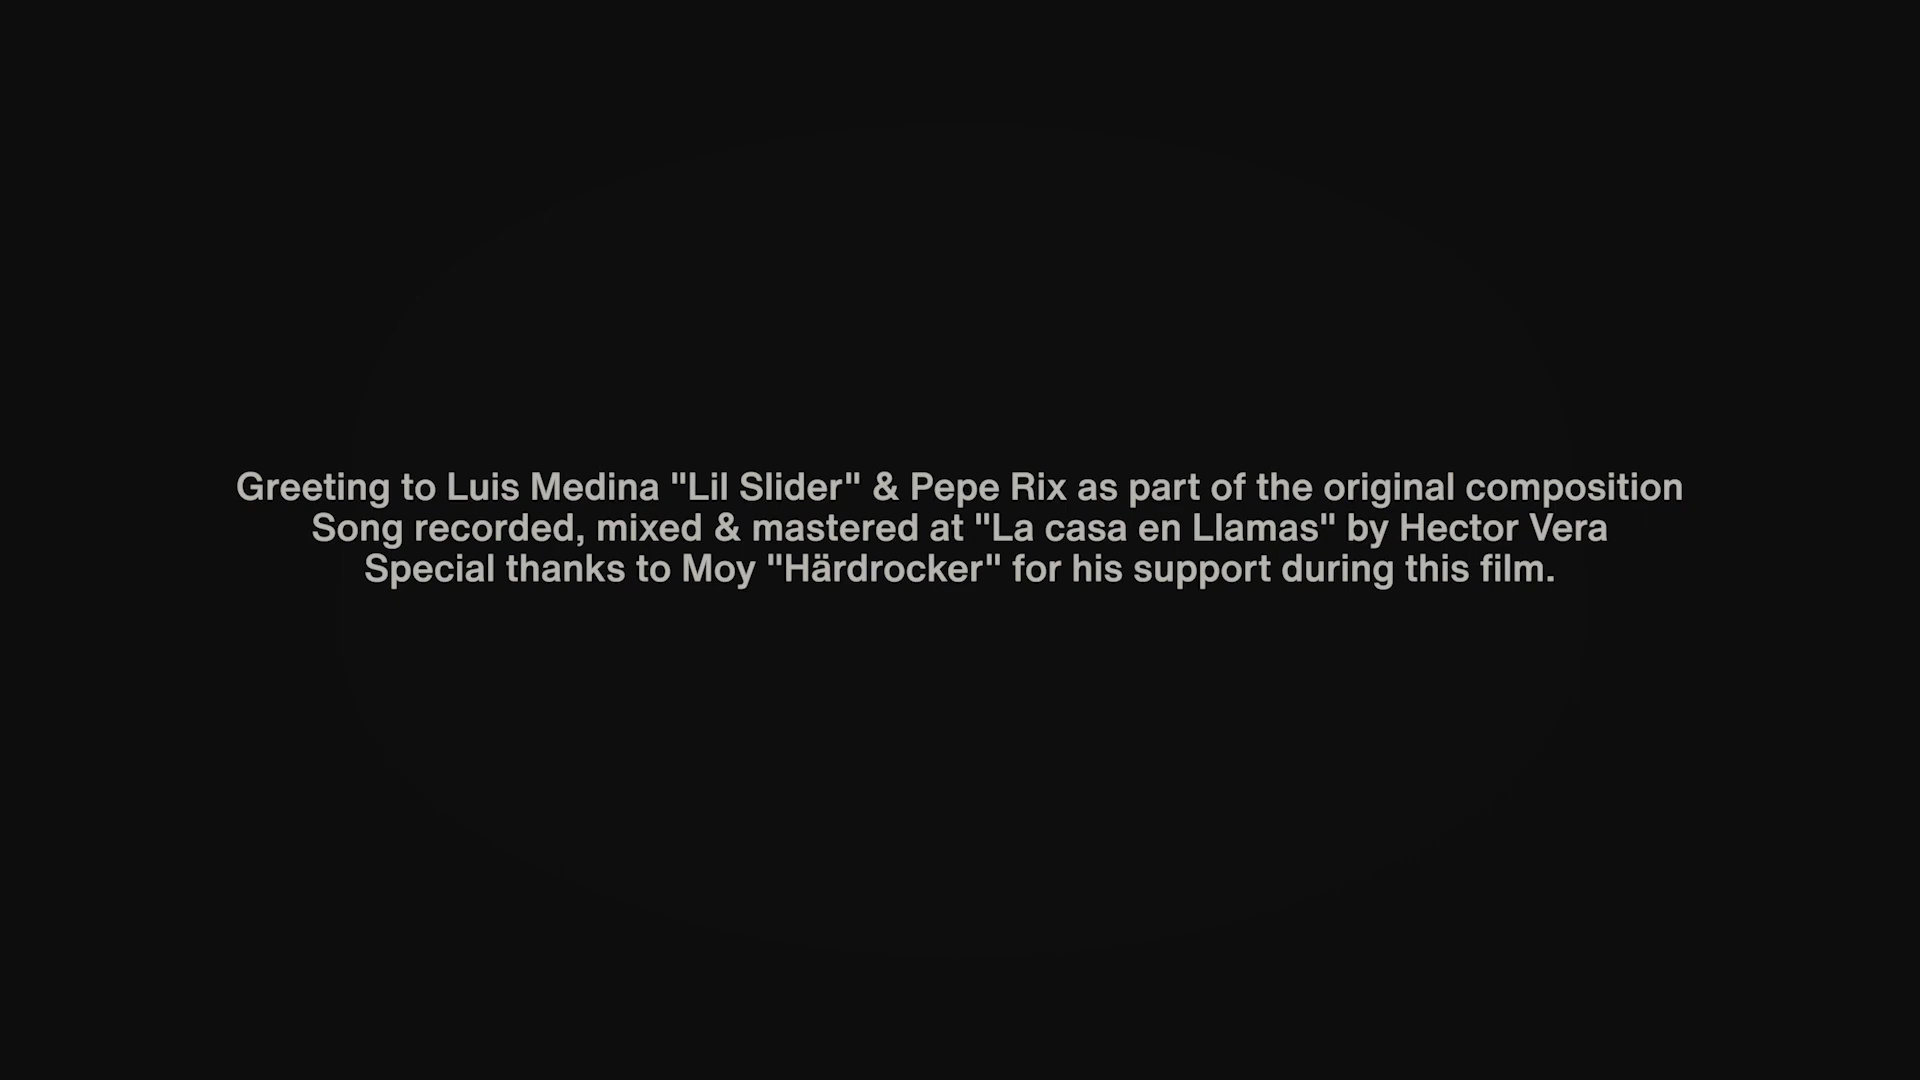 Greeting to Luis Medina "Lil Slider" & Pepe Rix as part of the original composition
Song recorded, mixed & mastered at "La casa en Llamas" by Hector Vera
Special thanks to Moy "Härdrocker" for his support during this film.